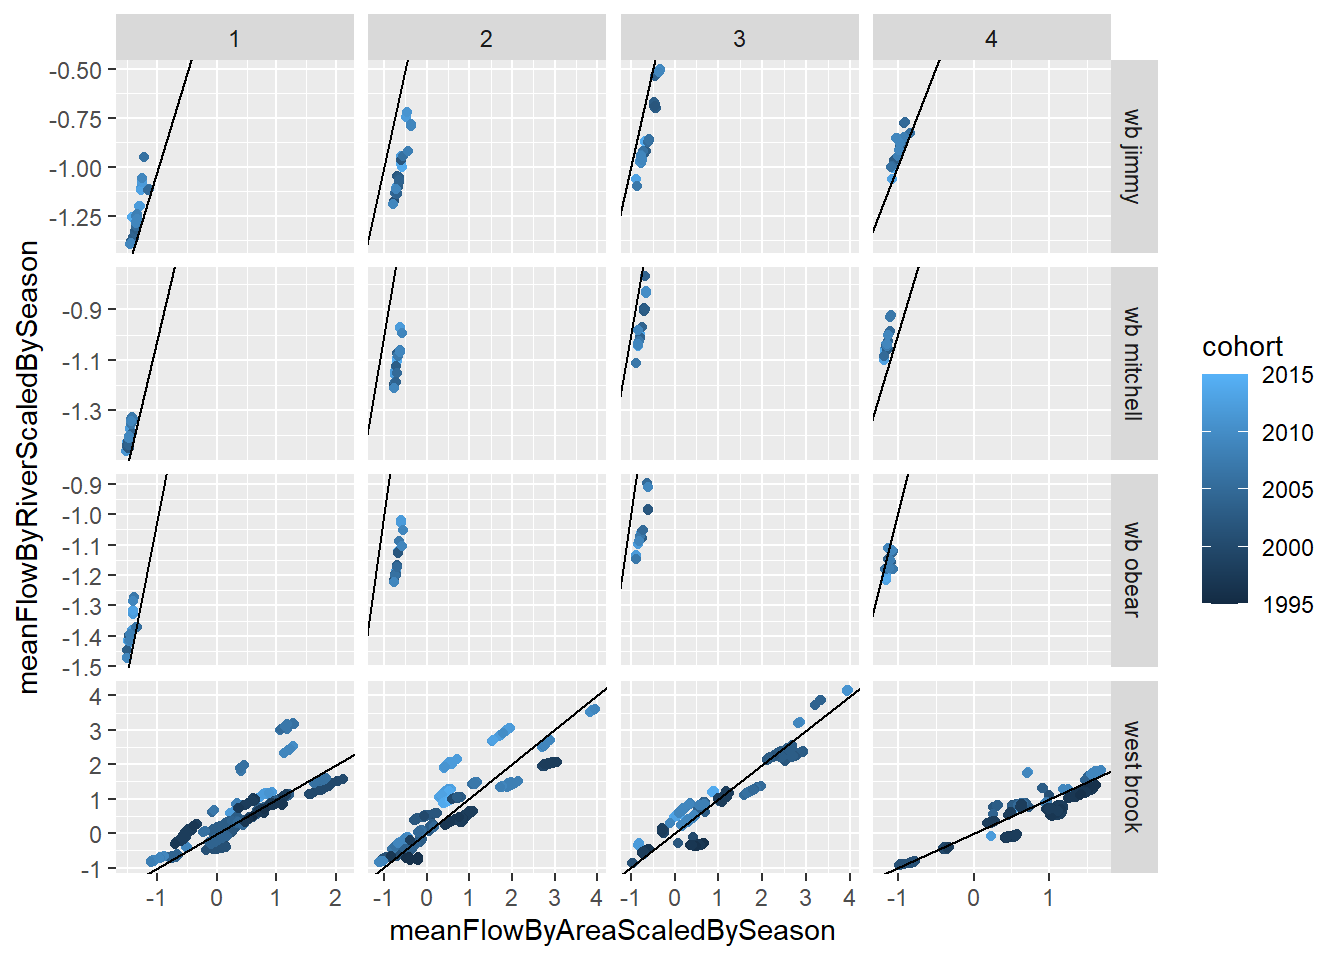 1 2 3 4
-0.50
-0.75
-1.00
-1.25
wb jimmy
-0.9
-1.1
-1.3
wb mitchell
-0.9
-1.0
-1.1
-1.2
-1.3
-1.4
-1.5
wb obear
4
3
2
1
0
-1
west brook
-1 0 1 2 -1 0 1 2 3 4 -1 0 1 2 3 4 -1 0 1
meanFlowByAreaScaledBySeason
meanFlowByRiverScaledBySeason
cohort
2015
2010
2005
2000
1995